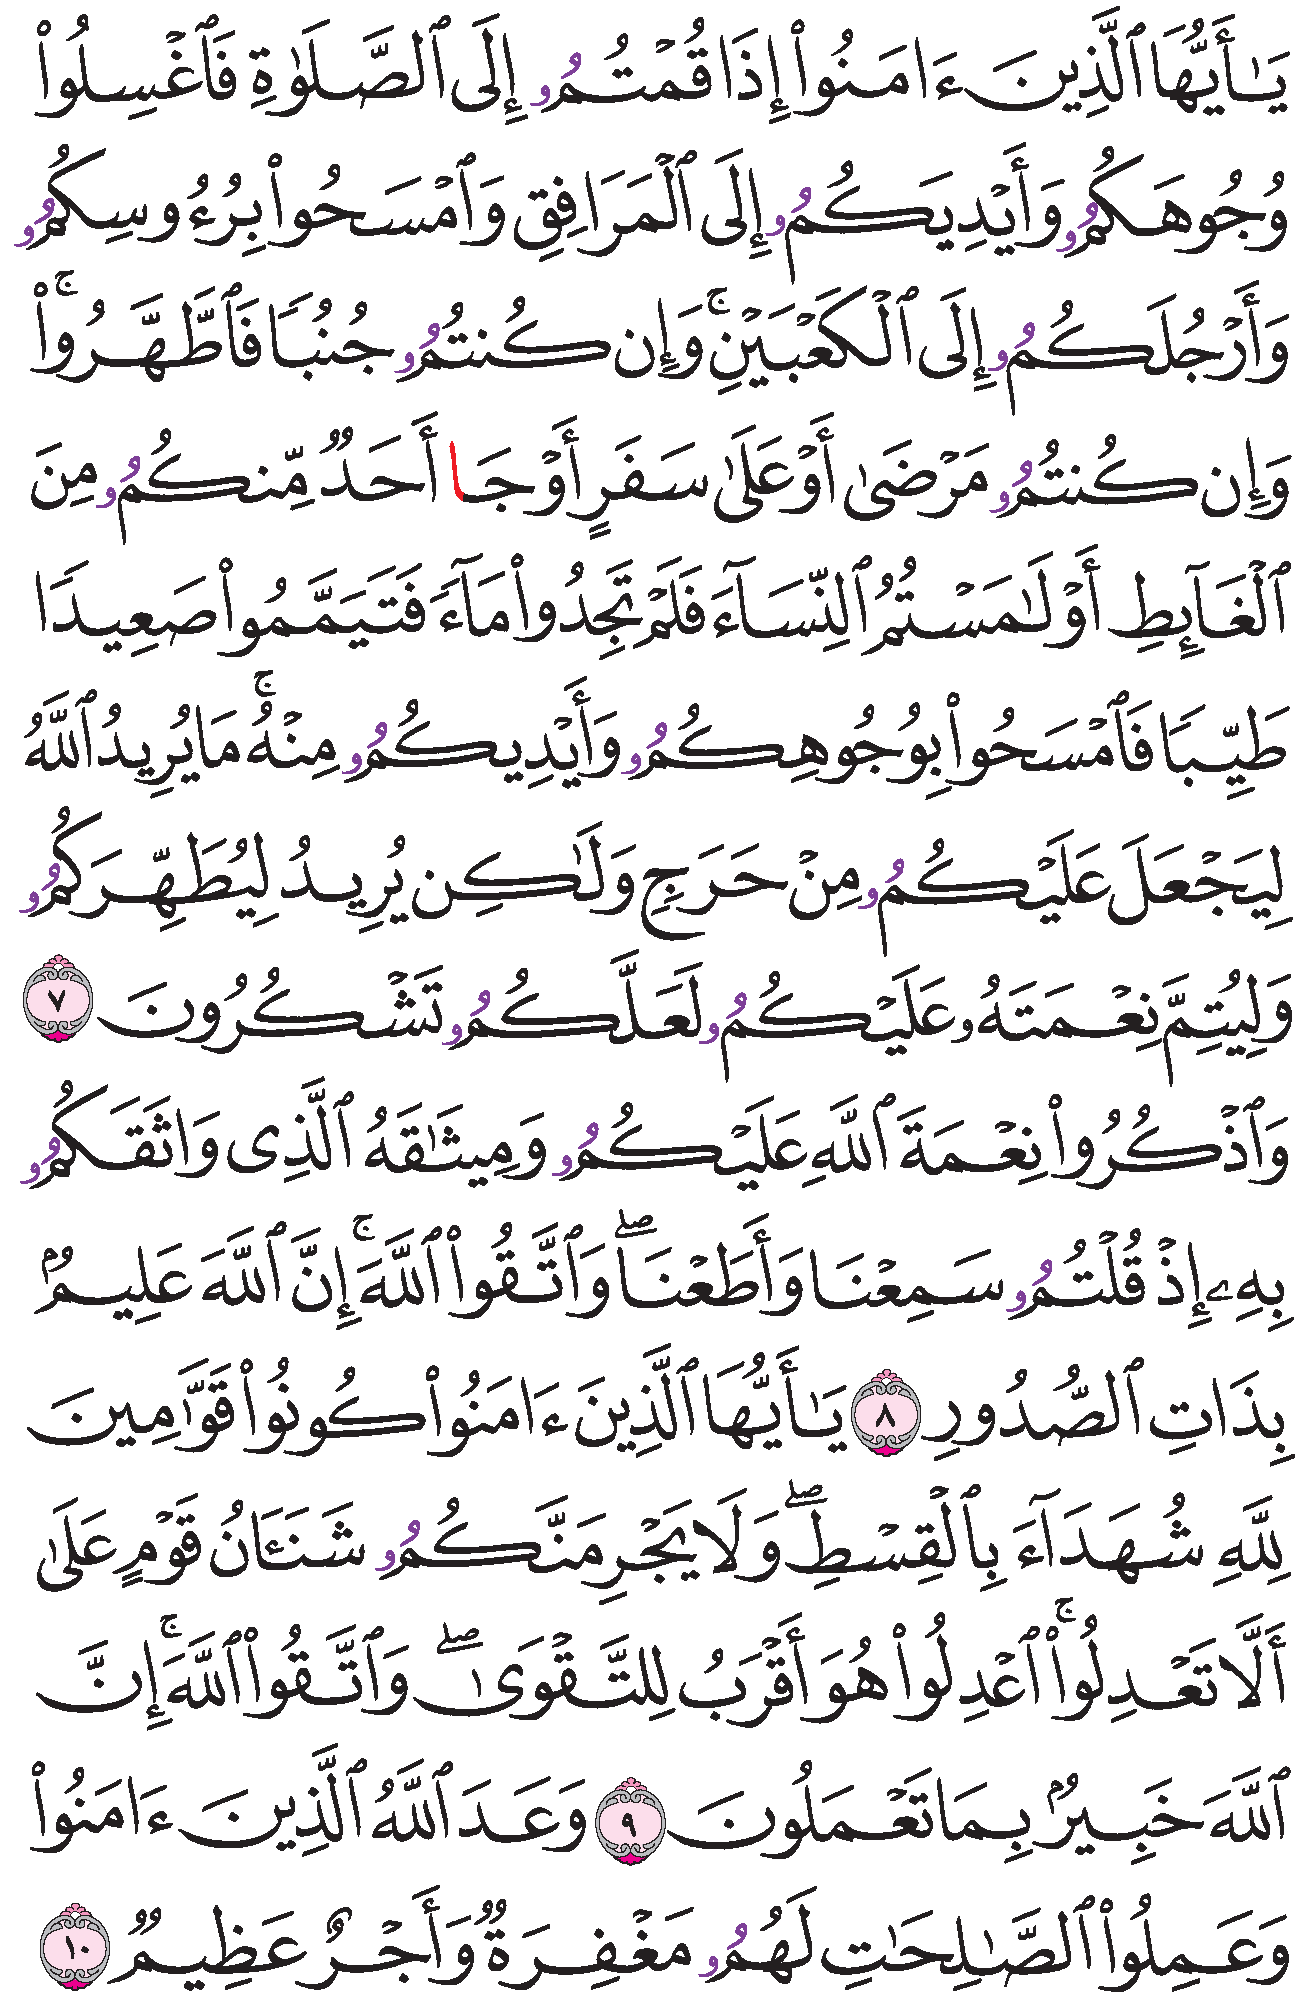 يَٰٓأَيُّهَا ٱلَّذِينَ ءَامَنُوٓاْ إِذَا قُمْتُمُۥ إِلَى ٱلصَّلَوٰةِ فَٱغْسِلُواْ
وُجُوهَكُمُۥ وَأَيْدِيَكُمُۥ إِلَى ٱلْمَرَافِقِ وَٱمْسَحُواْ بِرُءُوسِكُمُۥ
وَأَرْجُلَكُمُۥ إِلَى ٱلْكَعْبَيْنِ ۚ وَإِن كُنتُمُۥ جُنُبًا فَٱطَّهَّرُواْ ۚ
وَإِن كُنتُمُۥ مَرْضَىٰ أَوْ عَلَىٰ سَفَرٍ أَوْ جَا أَحَدٌ مِّنكُمُۥ مِنَ
ٱلْغَآئِطِ أَوْ لَٰمَسْتُمُ ٱلنِّسَآءَ فَلَمْ تَجِدُواْ مَآءً فَتَيَمَّمُواْ صَعِيدًا
طَيِّبًا فَٱمْسَحُواْ بِوُجُوهِكُمُۥ وَأَيْدِيكُمُۥ مِنْهُ ۚ مَا يُرِيدُ ٱللَّهُ
لِيَجْعَلَ عَلَيْكُمُۥ مِنْ حَرَجٍ وَلَٰكِن يُرِيدُ لِيُطَهِّرَكُمُۥ
وَلِيُتِمَّ نِعْمَتَهُۥ عَلَيْكُمُۥ لَعَلَّكُمُۥ تَشْكُرُونَ ٧
وَٱذْكُرُواْ نِعْمَةَ ٱللَّهِ عَلَيْكُمُۥ وَمِيثَٰقَهُ ٱلَّذِى وَاثَقَكُمُۥ
بِهِۦ إِذْ قُلْتُمُۥ سَمِعْنَا وَأَطَعْنَا ۖ وَٱتَّقُواْ ٱللَّهَ ۚ إِنَّ ٱللَّهَ عَلِيمُۢ
بِذَاتِ ٱلصُّدُورِ ٨ يَٰأَيُّهَا ٱلَّذِينَ ءَامَنُواْ كُونُواْ قَوَّٰمِينَ
لِلَّهِ شُهَدَآءَ بِٱلْقِسْطِ ۖ وَلَا يَجْرِمَنَّكُمُۥ شَنَـَٔانُ قَوْمٍ عَلَىٰ
أَلَّا تَعْدِلُواْ ۚ ٱعْدِلُواْ هُوَ أَقْرَبُ لِلتَّقْوَىٰ ۖ وَٱتَّقُواْ ٱللَّهَ ۚ إِنَّ
ٱللَّهَ خَبِيرُۢ بِمَا تَعْمَلُونَ ٩ وَعَدَ ٱللَّهُ ٱلَّذِينَ ءَامَنُواْ
وَعَمِلُواْ ٱلصَّٰلِحَٰتِ لَهُمُۥ مَغْفِرَةٌ وَأَجْرٌ عَظِيمٌ ١٠